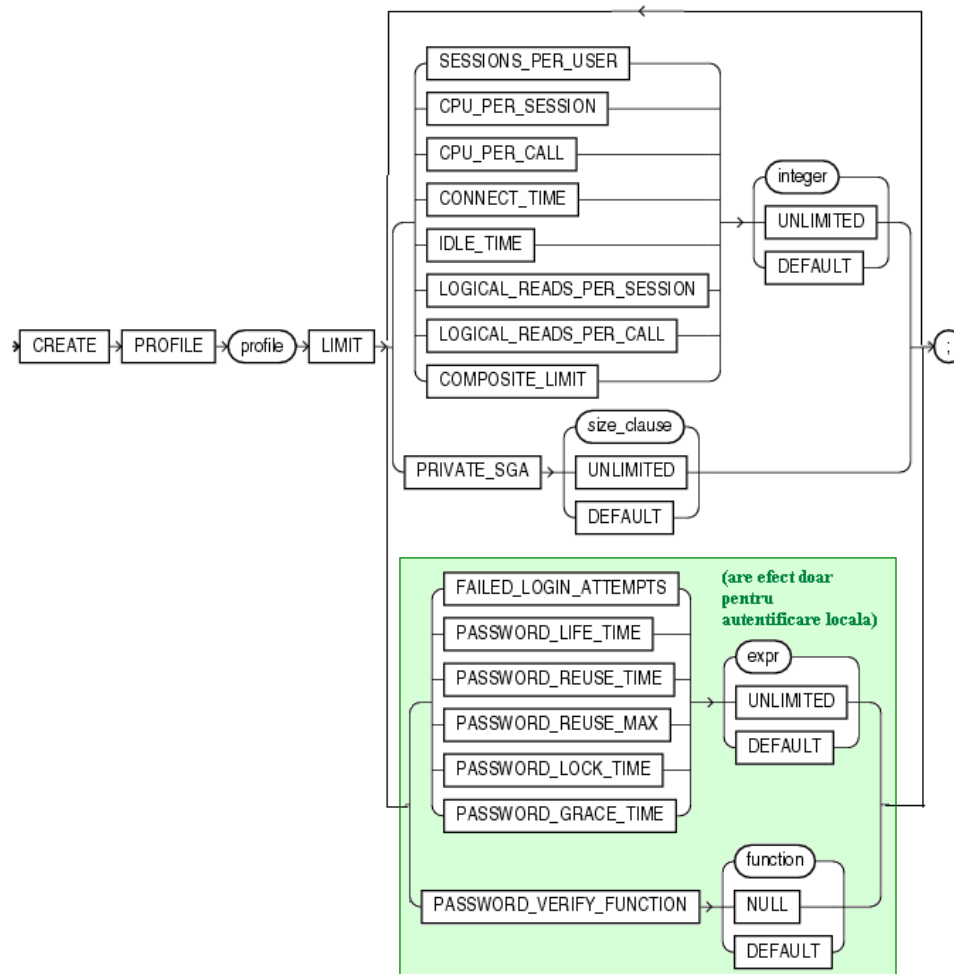 SESSIONS_PER_USER
CPU_PER_SESSION
CPU_PER_CALL
CONNECT_TIME
IDLE_TIME
LOGICAL_READS_PER_SESSION
LOGICAL_READS_PER_CALL
COMPOSITE_LIMIT
integer
UNLIMITED
DEFAULT
CREATE PROFILE profile LIMIT ;
PRIVATE_SGA
size_clause
UNLIMITED
DEFAULT
FAILED_LOGIN_ATTEMPTS
PASSWORD_LIFE_TIME
PASSWORD_REUSE_TIME
PASSWORD_REUSE_MAX
PASSWORD_LOCK_TIME
PASSWORD_GRACE_TIME
(are efect doar
pentru
autentificare locala)
expr
UNLIMITED
DEFAULT
PASSWORD_VERIFY_FUNCTION
function
NULL
DEFAULT